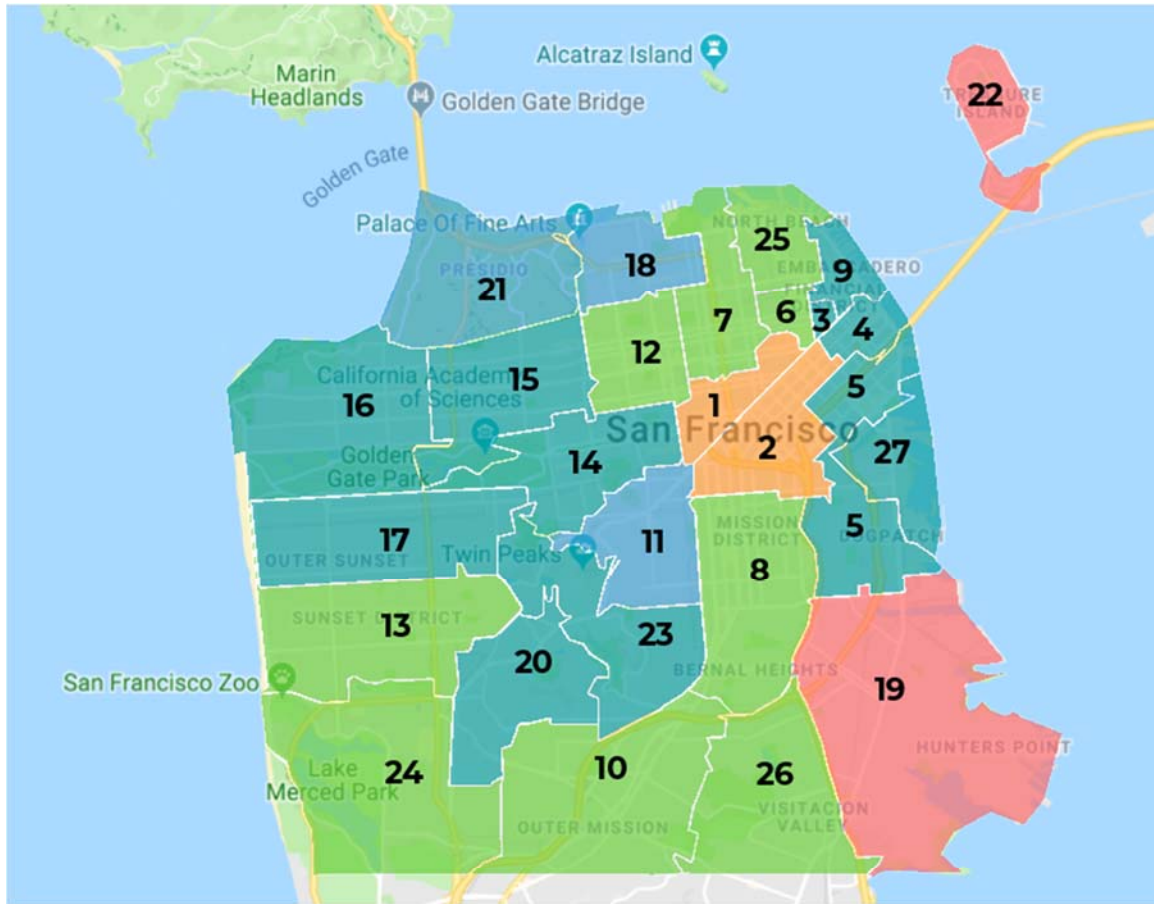 Alcatraz Island
Marin
Headlands
Golden Gate Bridge
22
TREASURE
ISLAND
Golden Gate
Palace Of Fine Arts
NORTH BEACH
25
18
PRESIDIO
21
EMBARCADERO
9
FINANCIAL
DISTRICT
6
3
4
7
12
California Academ
of Sciences
15
5
16
1
San Francisco
2
27
Golden
Gate Park
14
MISSION
DISTRICT
17
11
5
DOGPATCH
OUTER SUNSET
Twin Peaks
8
SUNSET DISTRICT
13
23
20
BERNAL HEIGHTS
San Francisco Zoo
19
HUNTERS POINT
24
10
26
Lake
Merced Park
VISITACION
VALLEY
OUTER MISSION